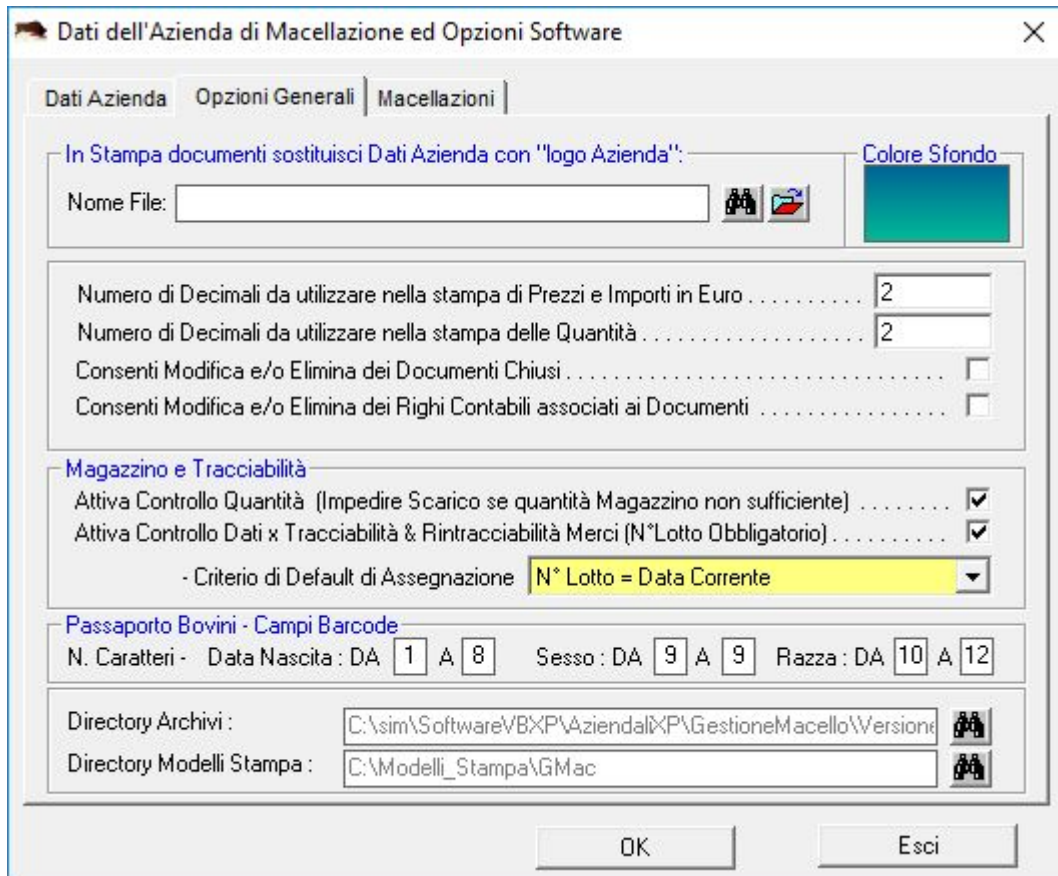 Dati dell'Azienda di Macellazione ed Opzioni Software
Dati Azienda Opzioni Generali Macellazioni
In Stampa documenti sostituisci Dati Azienda con "logo Azienda": Colore Sfondo
Nome File:
Numero di Decimali da utilizzare nella stampa di Prezzi e Importi in Euro . . . . . . . . . . 2
Numero di Decimali da utilizzare nella stampa delle Quantità . . . . . . . . . . . . . . . . . . . . 2
Consenti Modifica e/o Elimina dei Documenti Chiusi . . . . . . . . . . . . . . . . . . . . . . . . . . . . . . . . .
Consenti Modifica e/o Elimina dei Righi Contabili associati ai Documenti . . . . . . . . . . . . . . . .
Magazzino e Tracciabilità
Attiva Controllo Quantità (Impedire Scarico se quantità Magazzino non sufficiente) . . . . . . . .
Attiva Controllo Dati x Tracciabilità & Rintracciabilità Merci (N°Lotto Obbligatorio) . . . . . . . . . .
- Criterio di Default di Assegnazione N° Lotto = Data Corrente
Passaporto Bovini - Campi Barcode
N. Caratteri - Data Nascita : DA 1 A 8 Sesso : DA 9 A 9 Razza : DA 10 A 12
Directory Archivi : C:\sim\SoftwareVBXP\AziendaliXP\GestioneMacello\Versione
Directory Modelli Stampa : C:\Modelli_Stampa\GMac
OK Esci